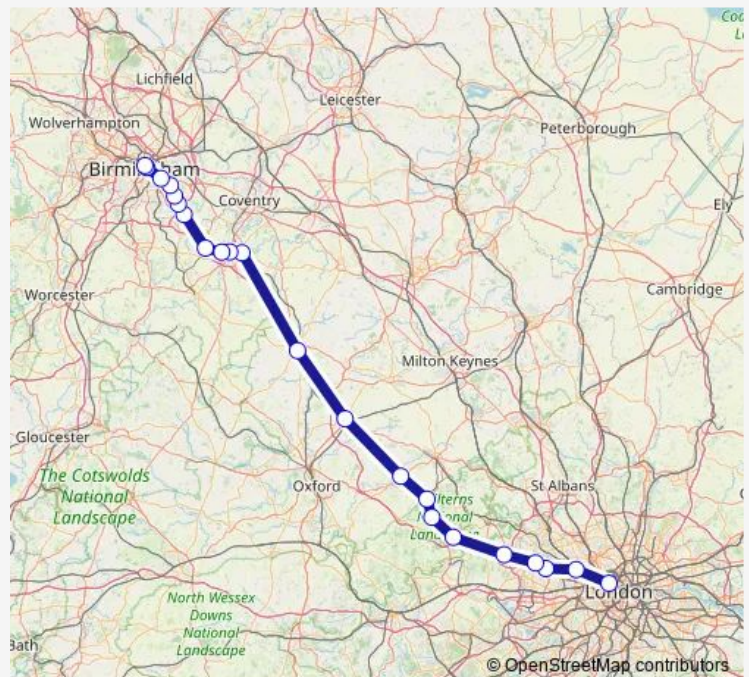 Lichfield
Leicester
Wolverhampton
Peterborough
Birmingham
Coventry
Ely
Worcester
Cambridge
Milton Keynes
Gloucester
The Cotswolds
National
Landscape
Oxford
St Albans
London
North Wessex
Downs
National
Landscape
© OpenStreetMap contributors